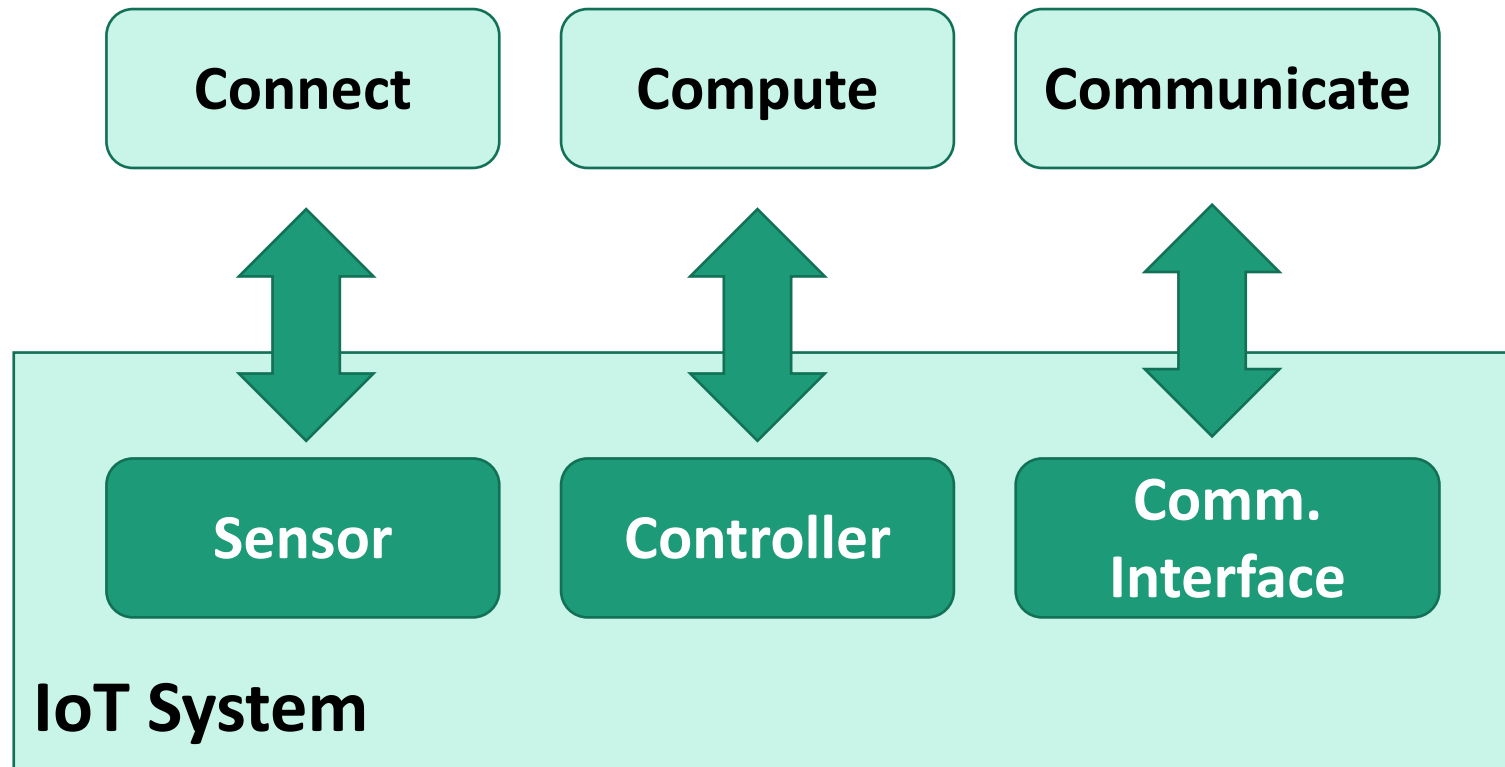 Connect
Compute
Communicate
Sensor
Controller
Comm.
Interface
IoT System